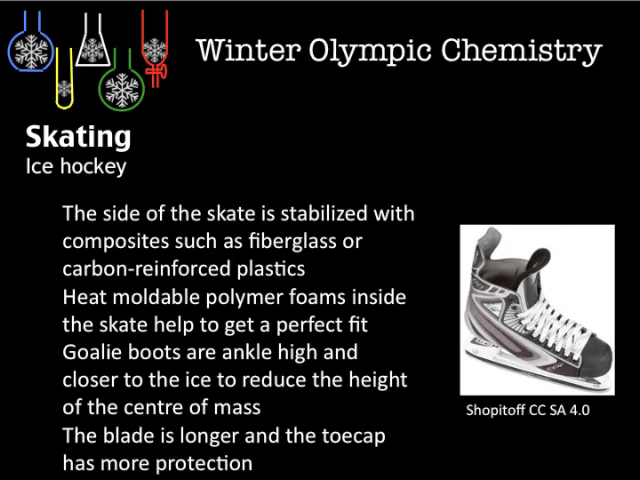 Winter Olympic Chemistry
Skating
Ice hockey
The side of the skate is stabilized with
composites such as fiberglass or
carbon-reinforced plastics
Heat moldable polymer foams inside
the skate help to get a perfect fit
Goalie boots are ankle high and
closer to the ice to reduce the height
of the centre of mass
The blade is longer and the toecap
has more protection
Shopitoff CC SA 4.0